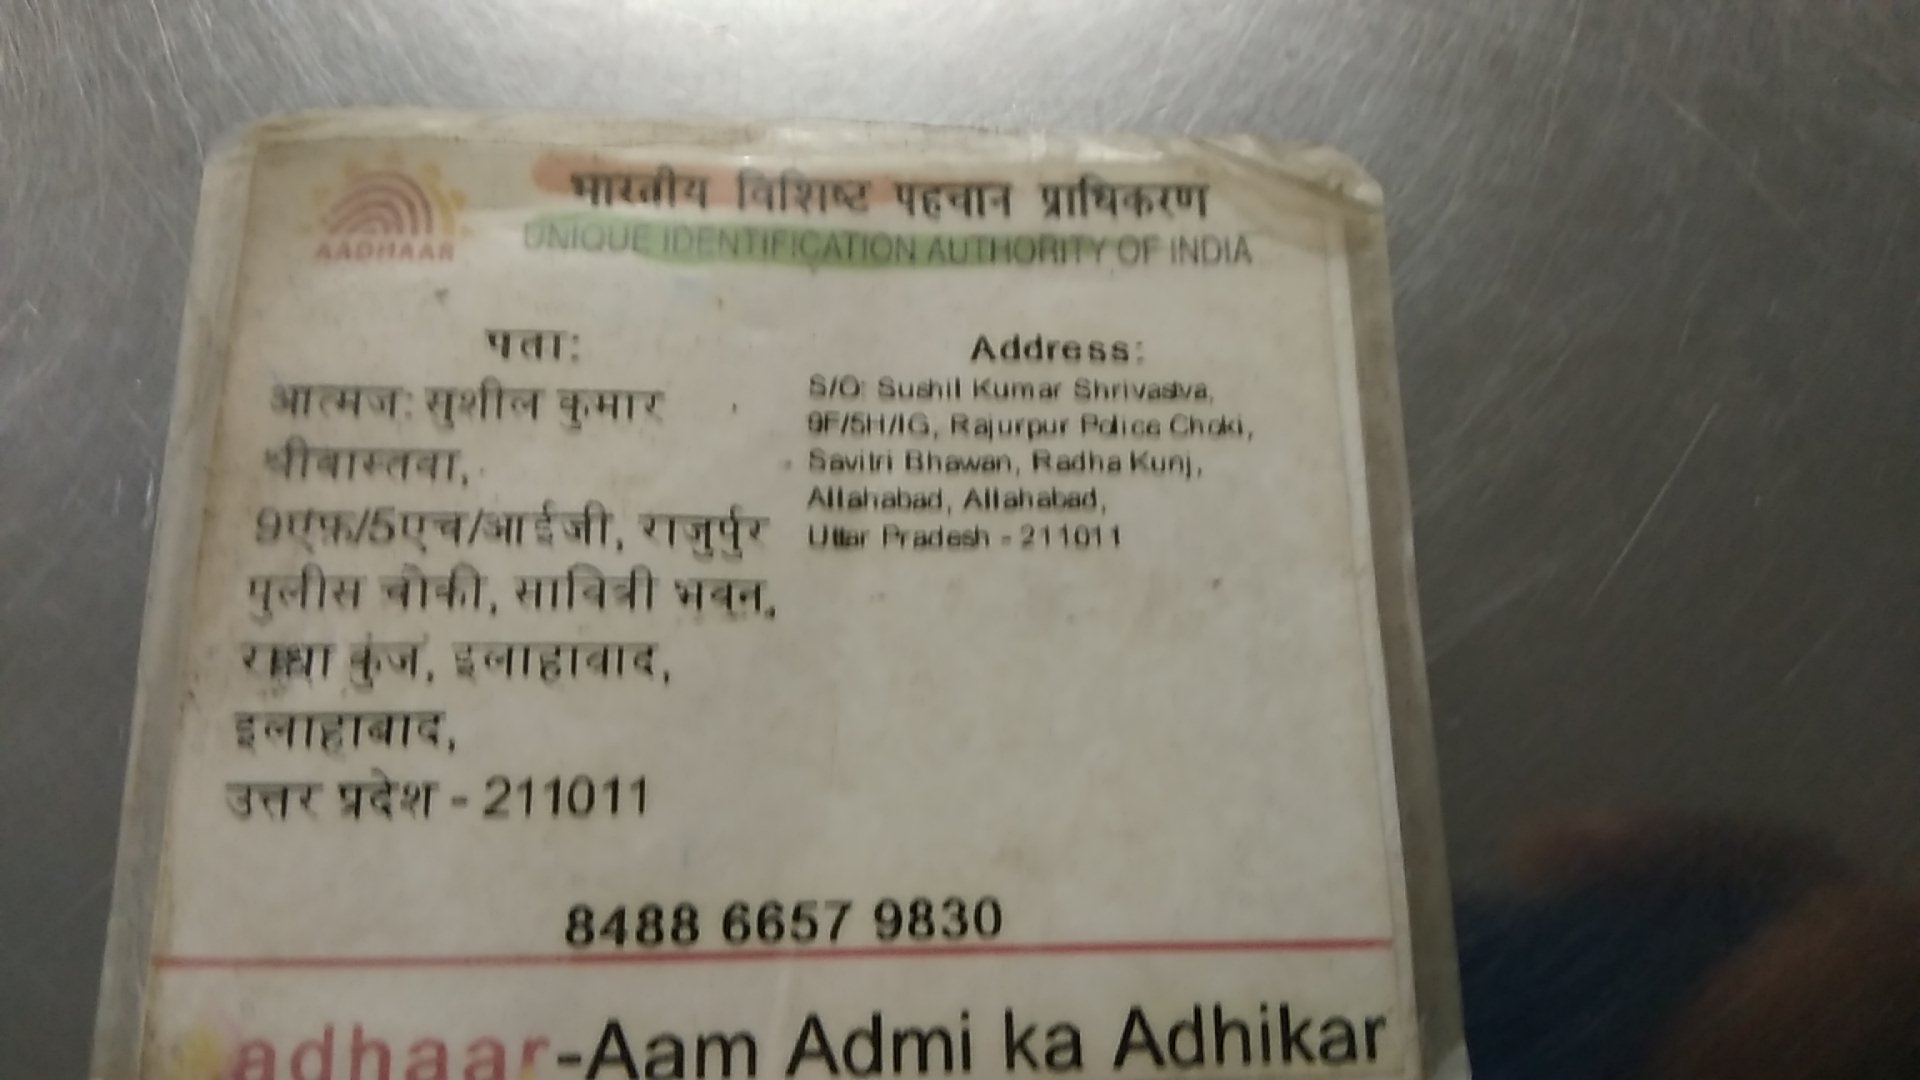 भारतीय विशिष्ट पहचान प्राधिकरण
UNIQUE IDENTIFICATION AUTHORITY OF INDIA
AADHAAR
पता:
आत्मज: सुशील कुमार
श्रीवास्तवा,
9एफ़/5एच/आईजी, राजुर्पुर
पुलीस चोकी, सावित्री भवन,
राधा कुंज, इलाहाबाद,
इलाहाबाद,
उत्तर प्रदेश - 211011
Address:
S/O: Sushil Kumar Shrivastva,
9F/5H/IG, Rajurpur Police Choki,
Savitri Bhawan, Radha Kunj,
Allahabad, Allahabad,
Uttar Pradesh - 211011
8488 6657 9830
adhaar-Aam Admi ka Adhikar